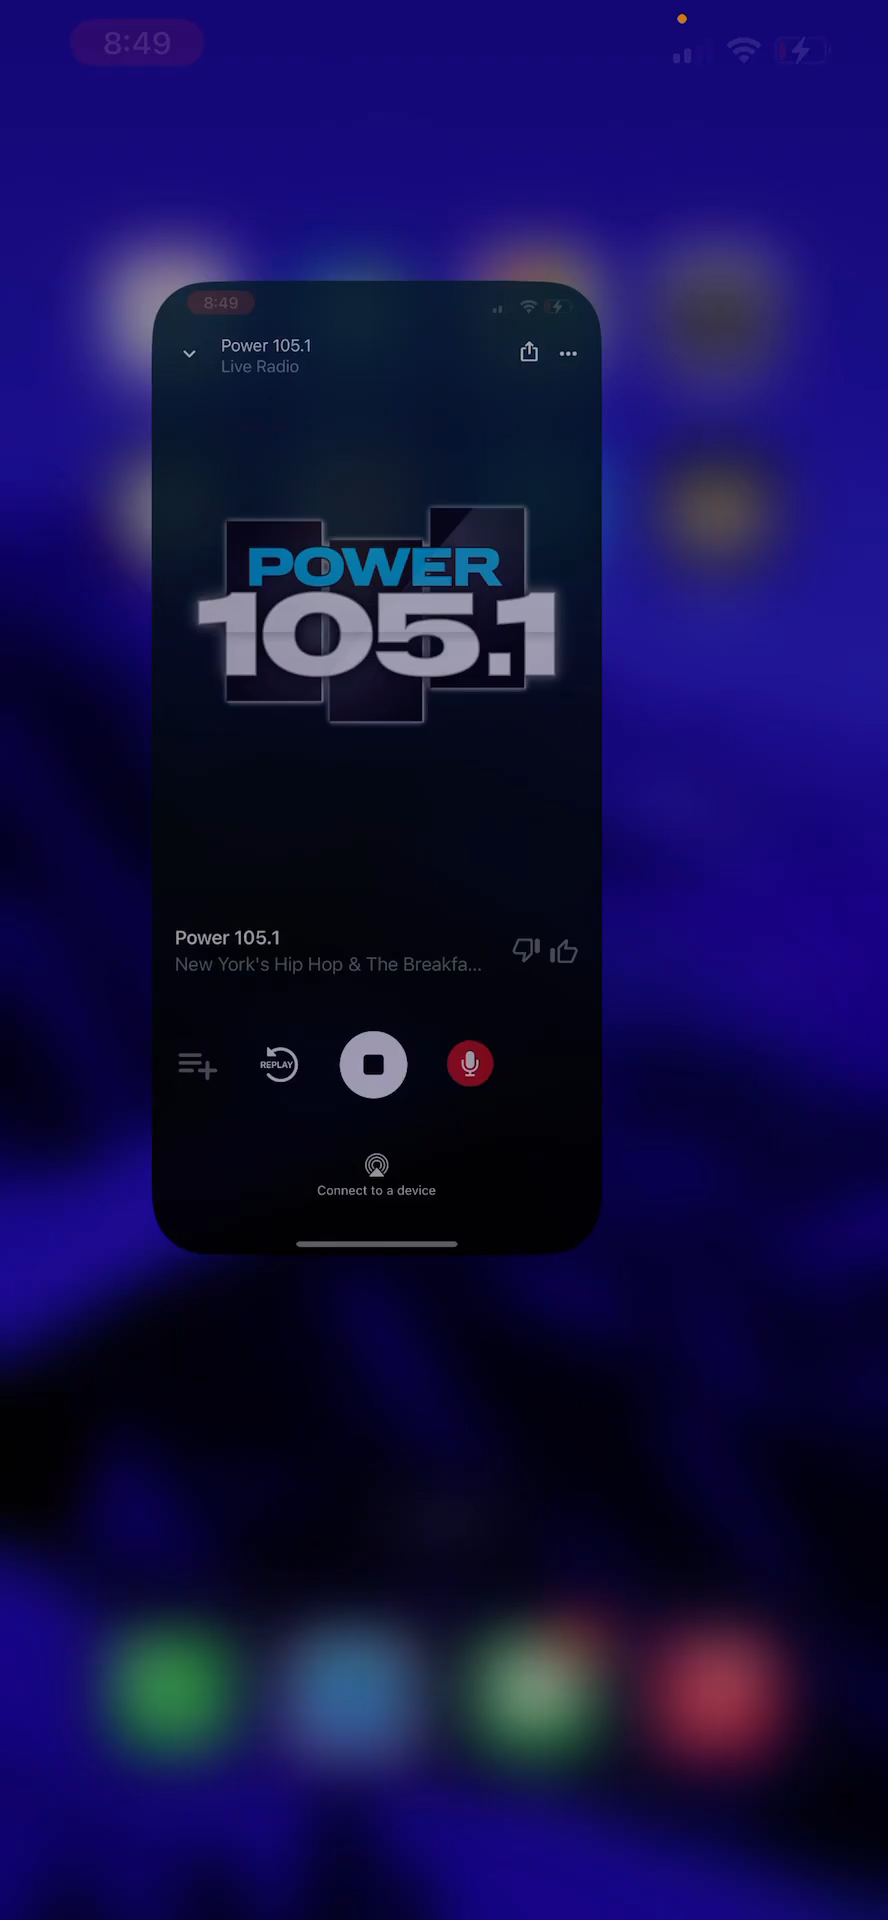 8:49
8:49
Power 105.1
Live Radio
POWER
105.1
Power 105.1
New York's Hip Hop & The Breakfa...
REPLAY
Connect to a device